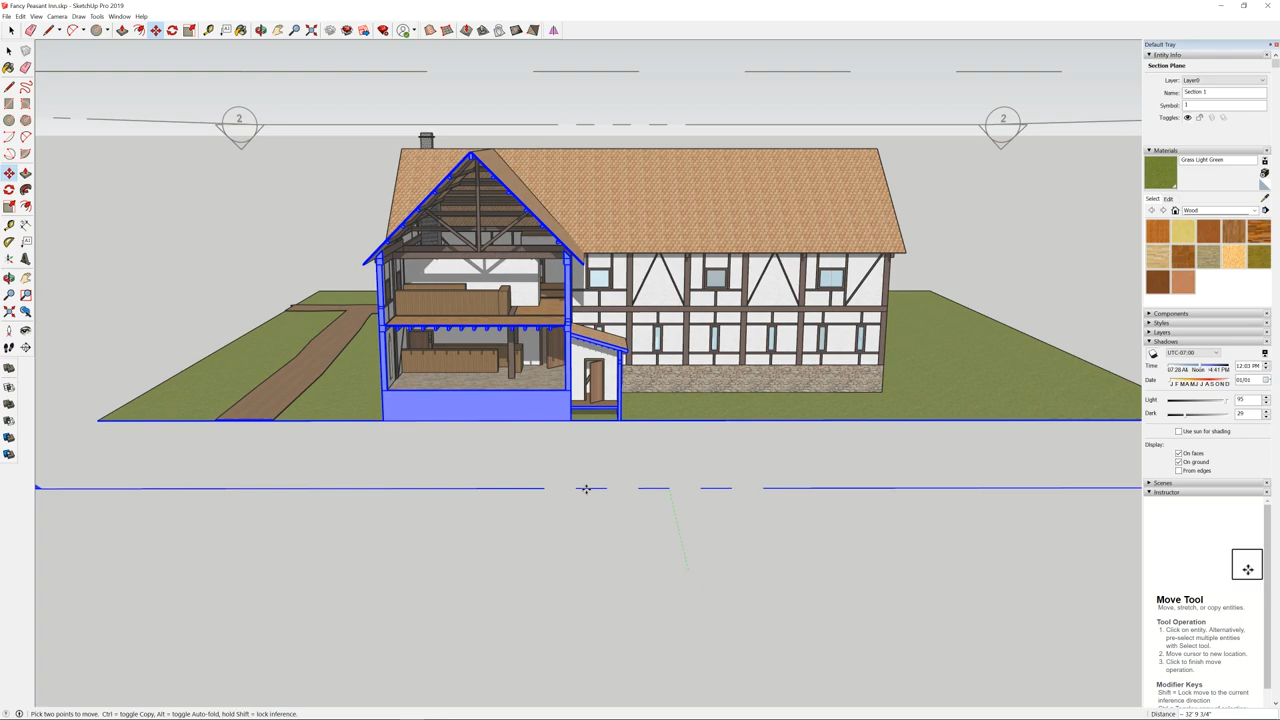 Fancy Peasant Inn.skp - SketchUp Pro 2019
File Edit View Camera Draw Tools Window Help
Default Tray
Entity Info
Section Plane
Layer: Layer0
Name: Section 1
Symbol: 1
Toggles:
2
2
Materials
Grass Light Green
Select Edit
Wood
Components
Styles
Layers
Shadows
UTC-07:00
Time 07:28 AM Noon 4:41 PM 12:03 PM
Date J F M A M J J A S O N D 01/01
Light 95
Dark 29
Use sun for shading
Display:
On faces
On ground
From edges
Scenes
Instructor
Move Tool
Move, stretch, or copy entities.
Tool Operation
1. Click on entity. Alternatively,
pre-select multiple entities
with Select tool.
2. Move cursor to new location.
3. Click to finish move
operation.
Modifier Keys
Shift = Lock move to the current
inference direction
Pick two points to move. Ctrl = toggle Copy, Alt = toggle Auto-fold, hold Shift = lock inference.
Distance ~ 32' 9 3/4"